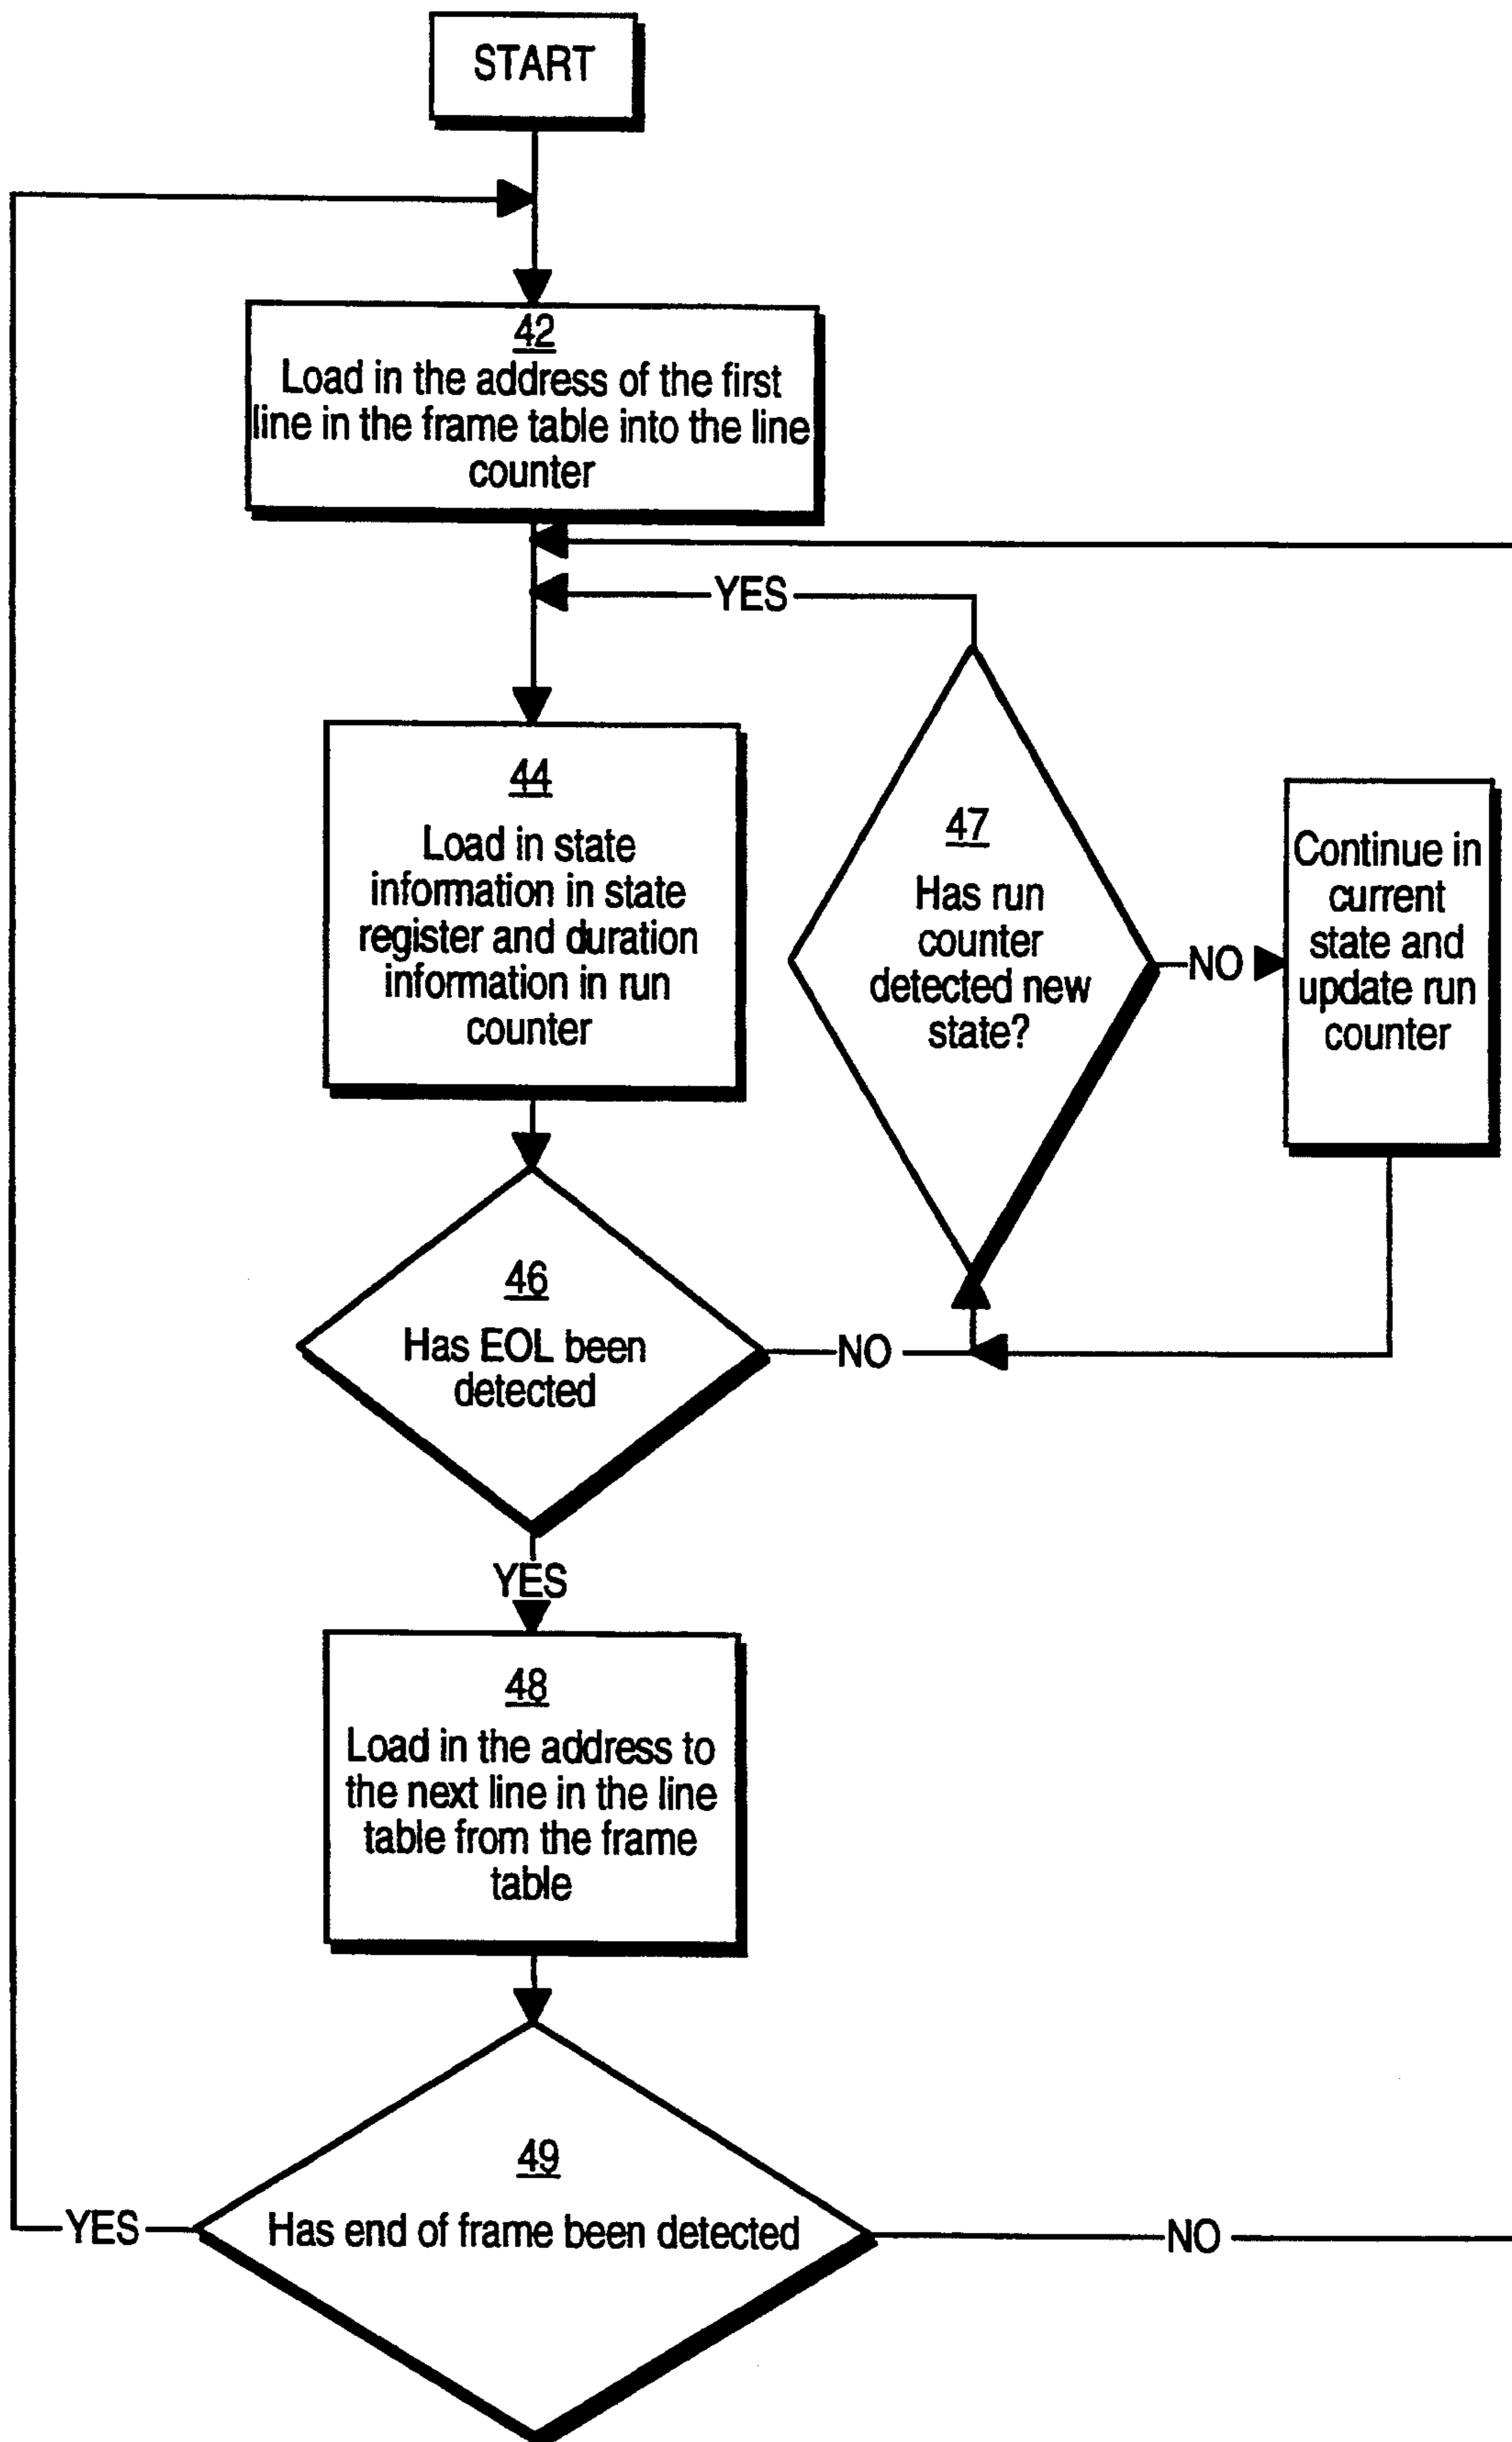 START
42
Load in the address of the first
line in the frame table into the line
counter
YES
44
Load in state
information in state
register and duration
information in run
counter
47
Has run
counter
detected new
state?
NO
Continue in
current
state and
update run
counter
46
Has EOL been
detected
NO
YES
48
Load in the address to
the next line in the line
table from the frame
table
49
Has end of frame been detected
YES
NO